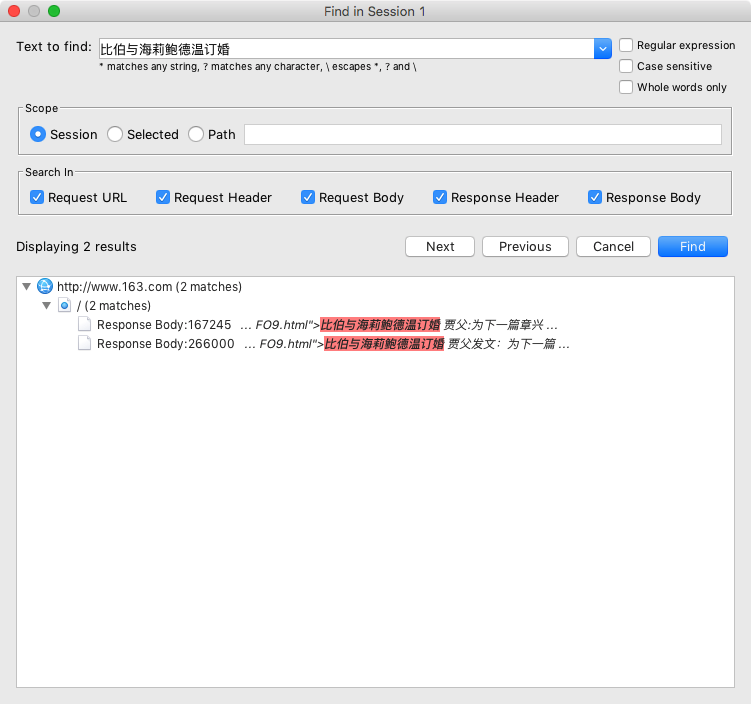 Find in Session 1
Text to find: 比伯与海莉鲍德温订婚
* matches any string, ? matches any character, \ escapes *, ? and \
Regular expression
Case sensitive
Whole words only
Scope
Session Selected Path
Search In
Request URL Request Header Request Body Response Header Response Body
Displaying 2 results Next Previous Cancel Find
http://www.163.com (2 matches)
/ (2 matches)
Response Body:167245 ... FO9.html">比伯与海莉鲍德温订婚 贾父:为下一篇章兴 ...
Response Body:266000 ... FO9.html">比伯与海莉鲍德温订婚 贾父发文：为下一篇 ...